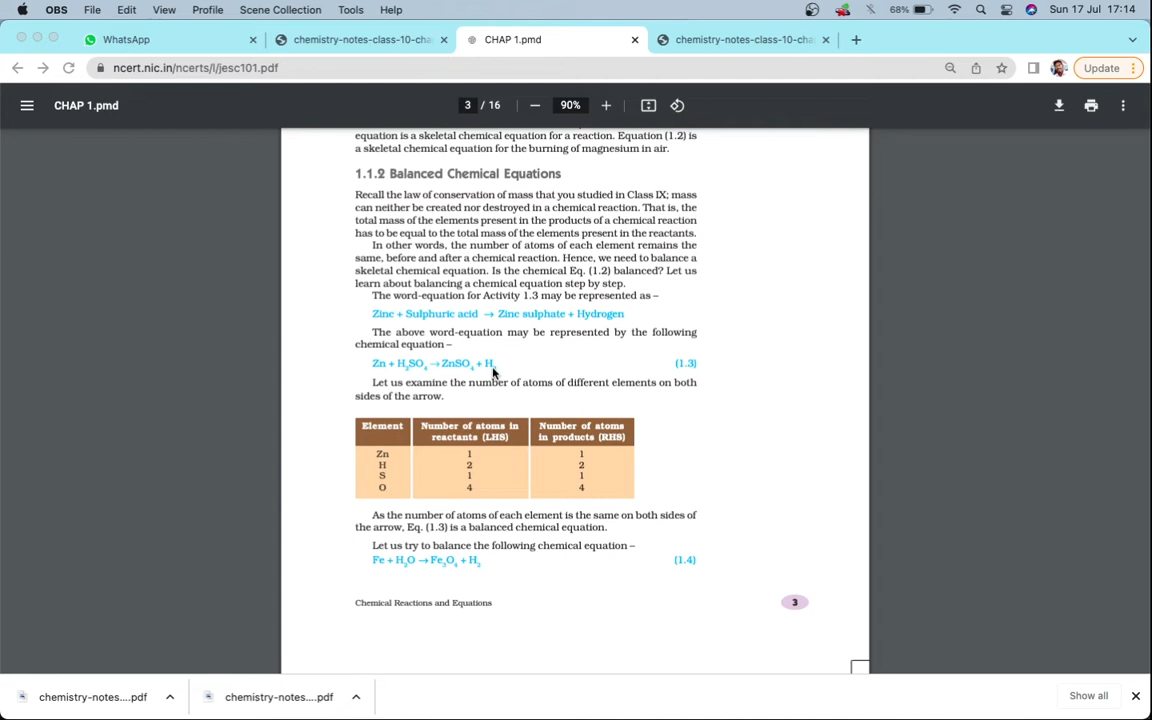 OBS File Edit View Profile Scene Collection Tools Help 68% Sun 17 Jul 17:14
WhatsApp chemistry-notes-class-10-cha CHAP 1.pmd chemistry-notes-class-10-cha
ncert.nic.in/ncerts/l/jesc101.pdf Update
CHAP 1.pmd 3 / 16 90%
equation is a skeletal chemical equation for a reaction. Equation (1.2) is
a skeletal chemical equation for the burning of magnesium in air.
1.1.2 Balanced Chemical Equations
Recall the law of conservation of mass that you studied in Class IX; mass
can neither be created nor destroyed in a chemical reaction. That is, the
total mass of the elements present in the products of a chemical reaction
has to be equal to the total mass of the elements present in the reactants.
In other words, the number of atoms of each element remains the
same, before and after a chemical reaction. Hence, we need to balance a
skeletal chemical equation. Is the chemical Eq. (1.2) balanced? Let us
learn about balancing a chemical equation step by step.
The word-equation for Activity 1.3 may be represented as –
Zinc + Sulphuric acid → Zinc sulphate + Hydrogen
The above word-equation may be represented by the following
chemical equation –
Zn + H₂SO₄ → ZnSO₄ + H₂ (1.3)
Let us examine the number of atoms of different elements on both
sides of the arrow.
Element Number of atoms in reactants (LHS) Number of atoms in products (RHS)
Zn 1 1
H 2 2
S 1 1
O 4 4
As the number of atoms of each element is the same on both sides of
the arrow, Eq. (1.3) is a balanced chemical equation.
Let us try to balance the following chemical equation –
Fe + H₂O → Fe₃O₄ + H₂ (1.4)
Chemical Reactions and Equations 3
chemistry-notes....pdf chemistry-notes....pdf Show all